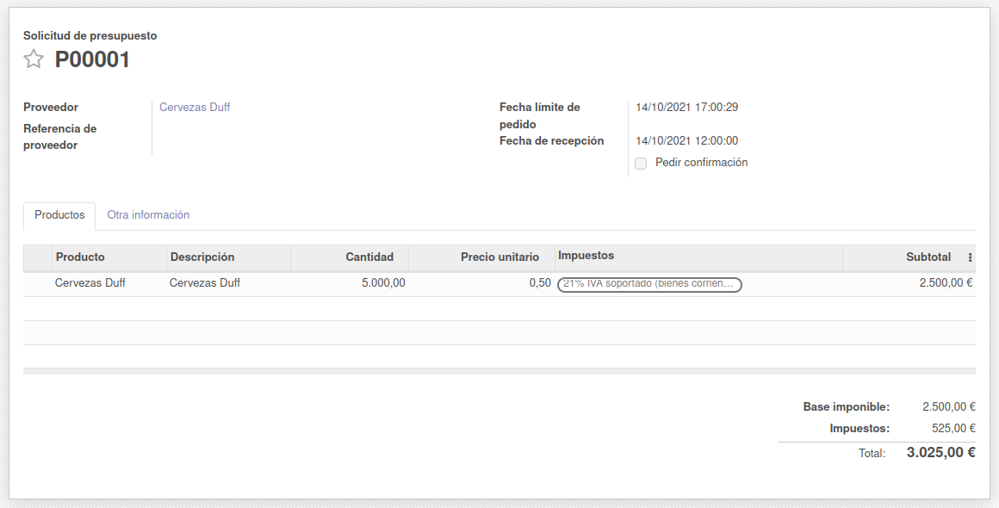 Solicitud de presupuesto
P00001
Proveedor Cervezas Duff
Referencia de
proveedor
Fecha límite de
pedido 14/10/2021 17:00:29
Fecha de recepción 14/10/2021 12:00:00
Pedir confirmación
Productos Otra información
Producto Descripción Cantidad Precio unitario Impuestos Subtotal
Cervezas Duff Cervezas Duff 5.000,00 0,50 21% IVA soportado (bienes corrien… 2.500,00 €
Base imponible: 2.500,00 €
Impuestos: 525,00 €
Total: 3.025,00 €